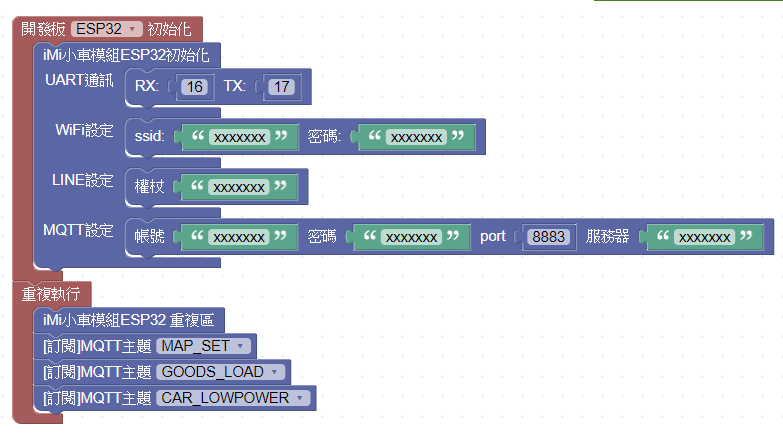 開發板 ESP32 初始化
iMi小車模組ESP32初始化
UART通訊 RX: 16 TX: 17
WiFi設定 ssid: “ xxxxxxx ” 密碼: “ xxxxxxx ”
LINE設定 權杖 “ xxxxxxx ”
MQTT設定 帳號 “ xxxxxxx ” 密碼 “ xxxxxxx ” port 8883 服務器 “ xxxxxxx ”
重複執行
iMi小車模組ESP32 重複區
[訂閱]MQTT主題 MAP_SET
[訂閱]MQTT主題 GOODS_LOAD
[訂閱]MQTT主題 CAR_LOWPOWER